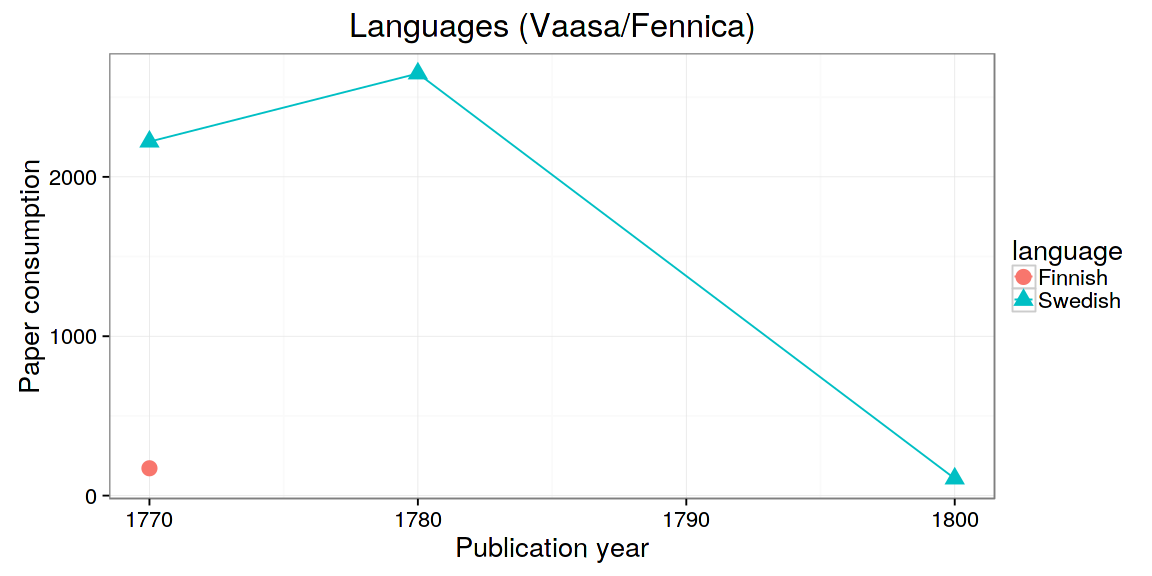 Languages (Vaasa/Fennica)
Paper consumption
2000
1000
0
1770 1780 1790 1800
Publication year
language
Finnish
Swedish